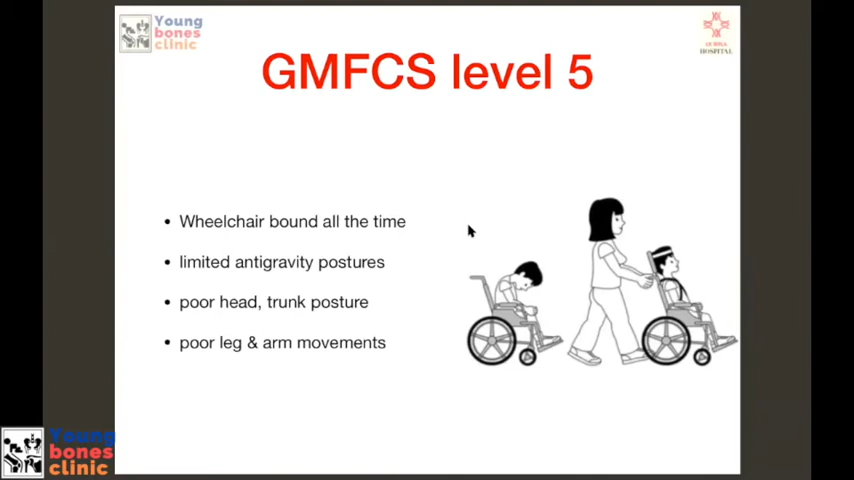 Young
bones
clinic
HOSPITAL
GMFCS level 5
• Wheelchair bound all the time
• limited antigravity postures
• poor head, trunk posture
• poor leg & arm movements
Young
bones
clinic